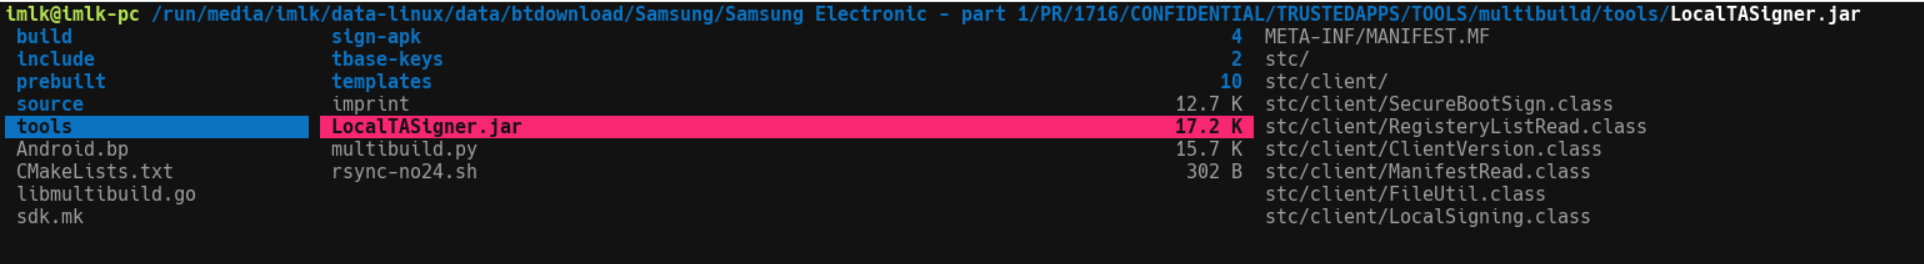 imlk@imlk-pc /run/media/imlk/data-linux/data/btdownload/Samsung/Samsung Electronic - part 1/PR/1716/CONFIDENTIAL/TRUSTEDAPPS/TOOLS/multibuild/tools/LocalTASigner.jar
build sign-apk 4 META-INF/MANIFEST.MF
include tbase-keys 2 stc/
prebuilt templates 10 stc/client/
source imprint 12.7 K stc/client/SecureBootSign.class
tools LocalTASigner.jar 17.2 K stc/client/RegisteryListRead.class
Android.bp multibuild.py 15.7 K stc/client/ClientVersion.class
CMakeLists.txt rsync-no24.sh 302 B stc/client/ManifestRead.class
libmultibuild.go stc/client/FileUtil.class
sdk.mk stc/client/LocalSigning.class